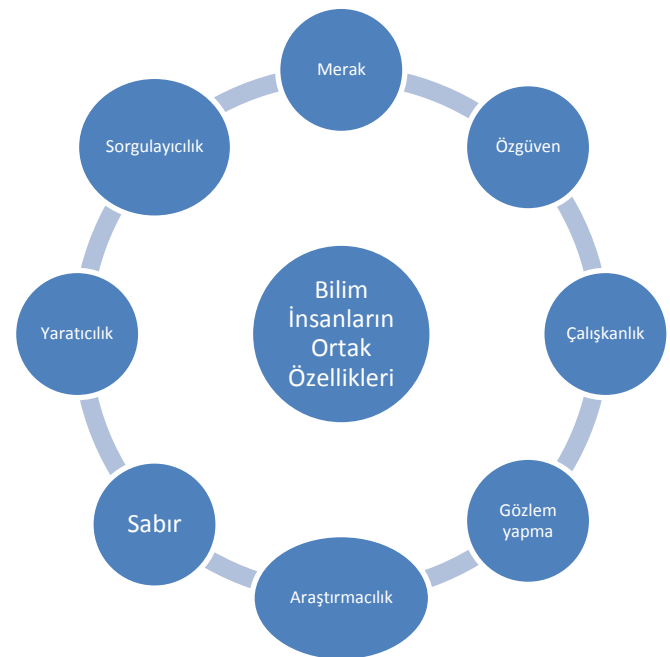 Merak
Özgüven
Çalışkanlık
Gözlem
yapma
Araştırmacılık
Sabır
Yaratıcılık
Sorgulayıcılık
Bilim
İnsanların
Ortak
Özellikleri